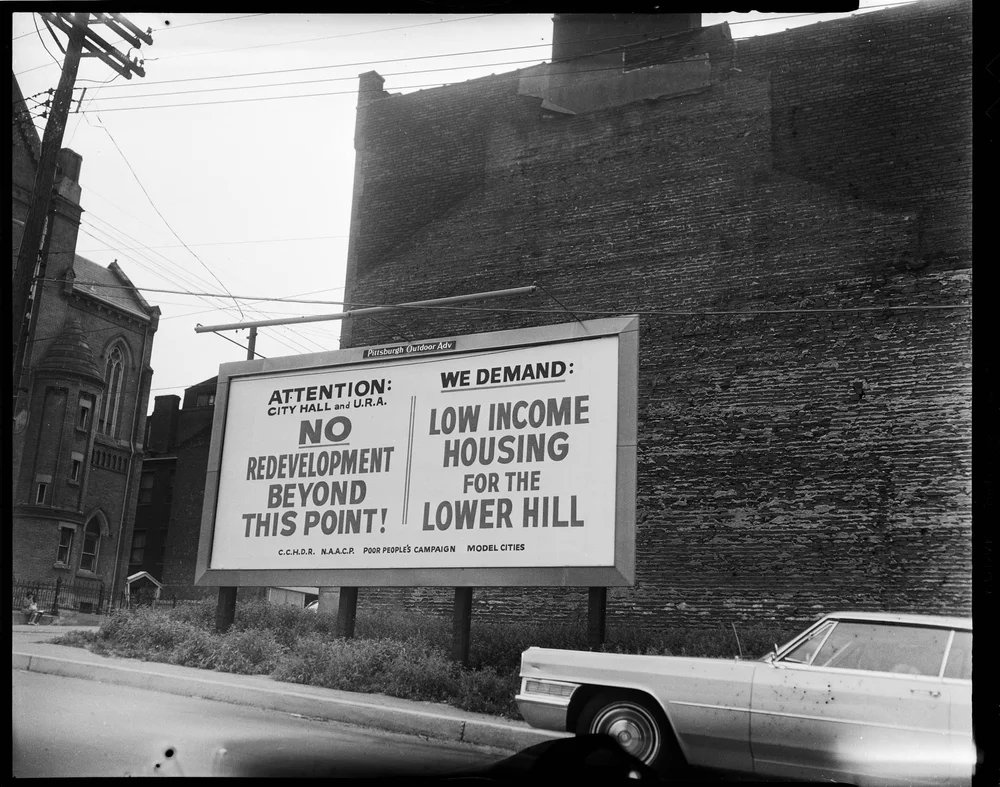 Pittsburgh Outdoor Adv
ATTENTION:
CITY HALL and U.R.A.
NO
REDEVELOPMENT
BEYOND
THIS POINT!
WE DEMAND:
LOW INCOME
HOUSING
FOR THE
LOWER HILL
C.C.H.D.R. N.A.A.C.P. POOR PEOPLE'S CAMPAIGN MODEL CITIES